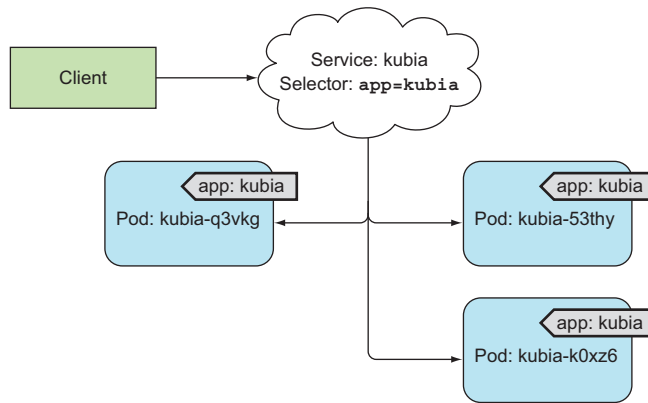 Client
Service: kubia
Selector: app=kubia
app: kubia
Pod: kubia-q3vkg
app: kubia
Pod: kubia-53thy
app: kubia
Pod: kubia-k0xz6